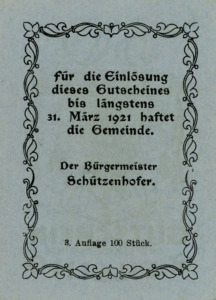 Für die Einlösung
dieses Gutscheines
bis längstens
31. März 1921 haftet
die Gemeinde.
Der Bürgermeister
Schützenhofer.
3. Auflage 100 Stück.